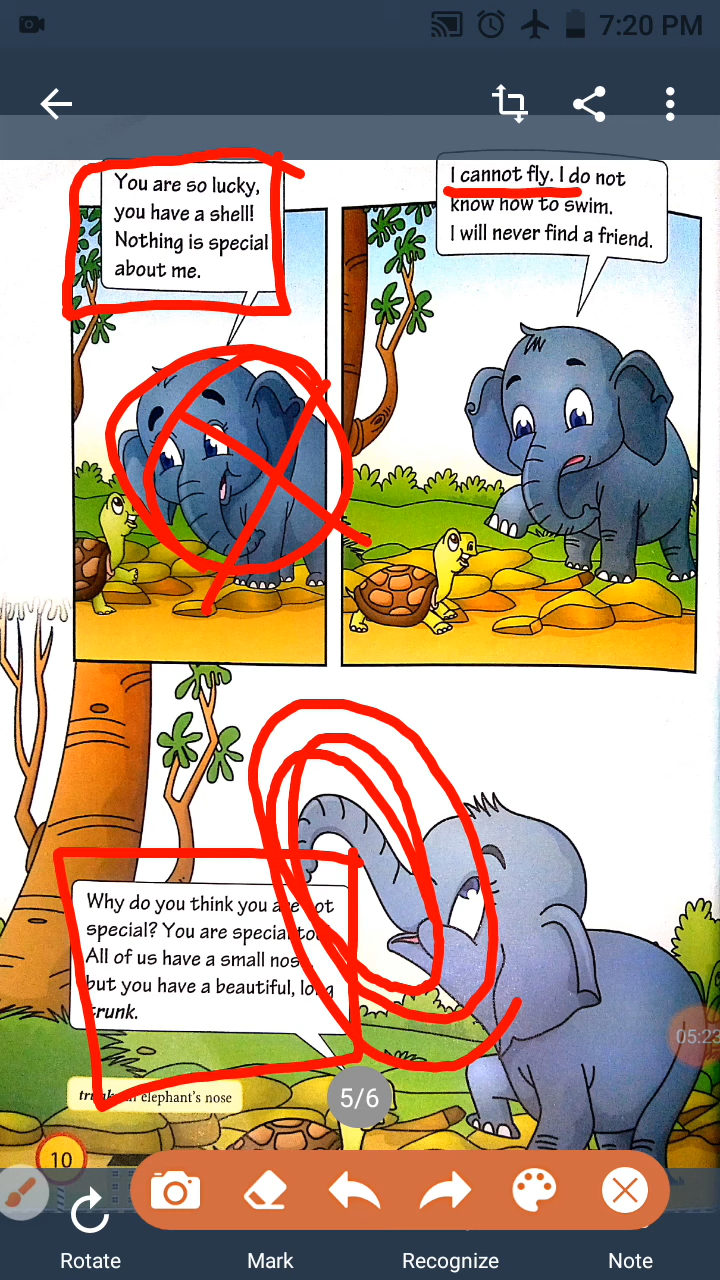 7:20 PM
You are so lucky,
you have a shell!
Nothing is special
about me.
I cannot fly. I do not
know how to swim.
I will never find a friend.
Why do you think you are not
special? You are special too.
All of us have a small nose
but you have a beautiful, long
trunk.
elephant's nose
5/6
10
05:23
Rotate
Mark
Recognize
Note